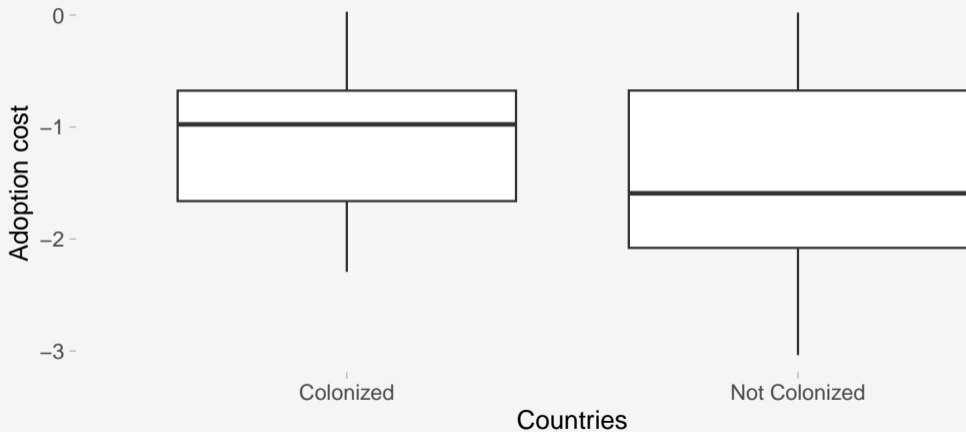 0
Adoption cost
−1
−2
−3
Colonized
Not Colonized
Countries